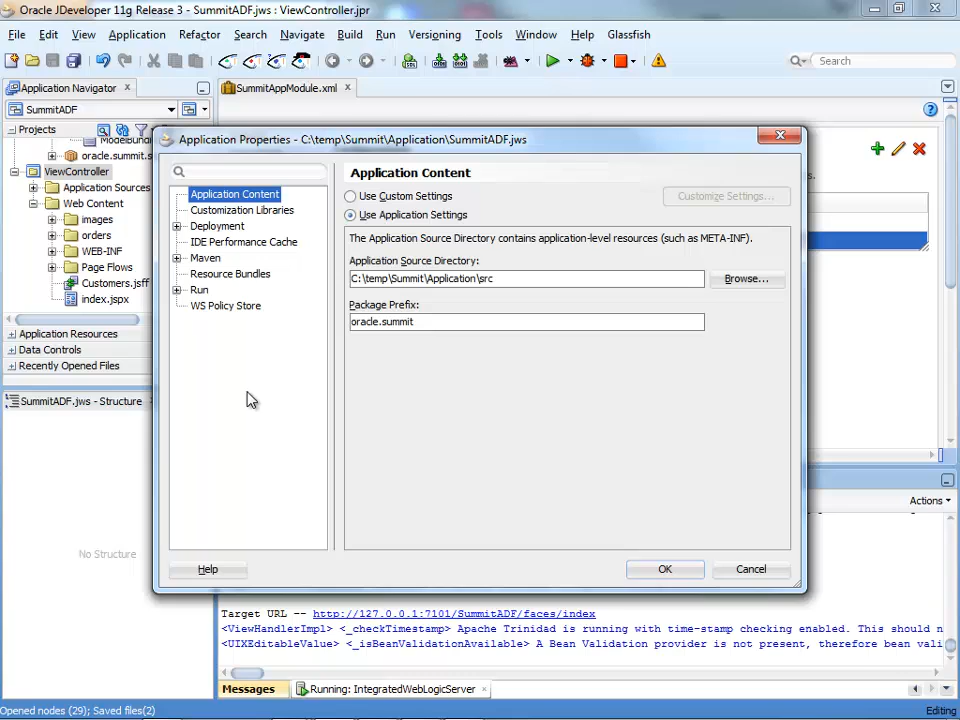 Oracle JDeveloper 11g Release 3 - SummitADF.jws : ViewController.jpr
File Edit View Application Refactor Search Navigate Build Run Versioning Tools Window Help Glassfish
Search
Application Navigator
SummitAppModule.xml
SummitADF
Projects
ModelBund
oracle.summit.s
ViewController
Application Sources
Web Content
images
orders
WEB-INF
Page Flows
Customers.jsff
index.jspx
Application Resources
Data Controls
Recently Opened Files
SummitADF.jws - Structure
No Structure
Application Properties - C:\temp\Summit\Application\SummitADF.jws
Application Content
Customization Libraries
Deployment
IDE Performance Cache
Maven
Resource Bundles
Run
WS Policy Store
Application Content
Use Custom Settings
Customize Settings...
Use Application Settings
The Application Source Directory contains application-level resources (such as META-INF).
Application Source Directory:
C:\temp\Summit\Application\src
Browse...
Package Prefix:
oracle.summit
Help
OK
Cancel
s.
Actions
Target URL -- http://127.0.0.1:7101/SummitADF/faces/index
<ViewHandlerImpl> <_checkTimestamp> Apache Trinidad is running with time-stamp checking enabled. This should n
<UIXEditableValue> <_isBeanValidationAvailable> A Bean Validation provider is not present, therefore bean vali
Messages
Running: IntegratedWebLogicServer
Opened nodes (29); Saved files(2)
Editing